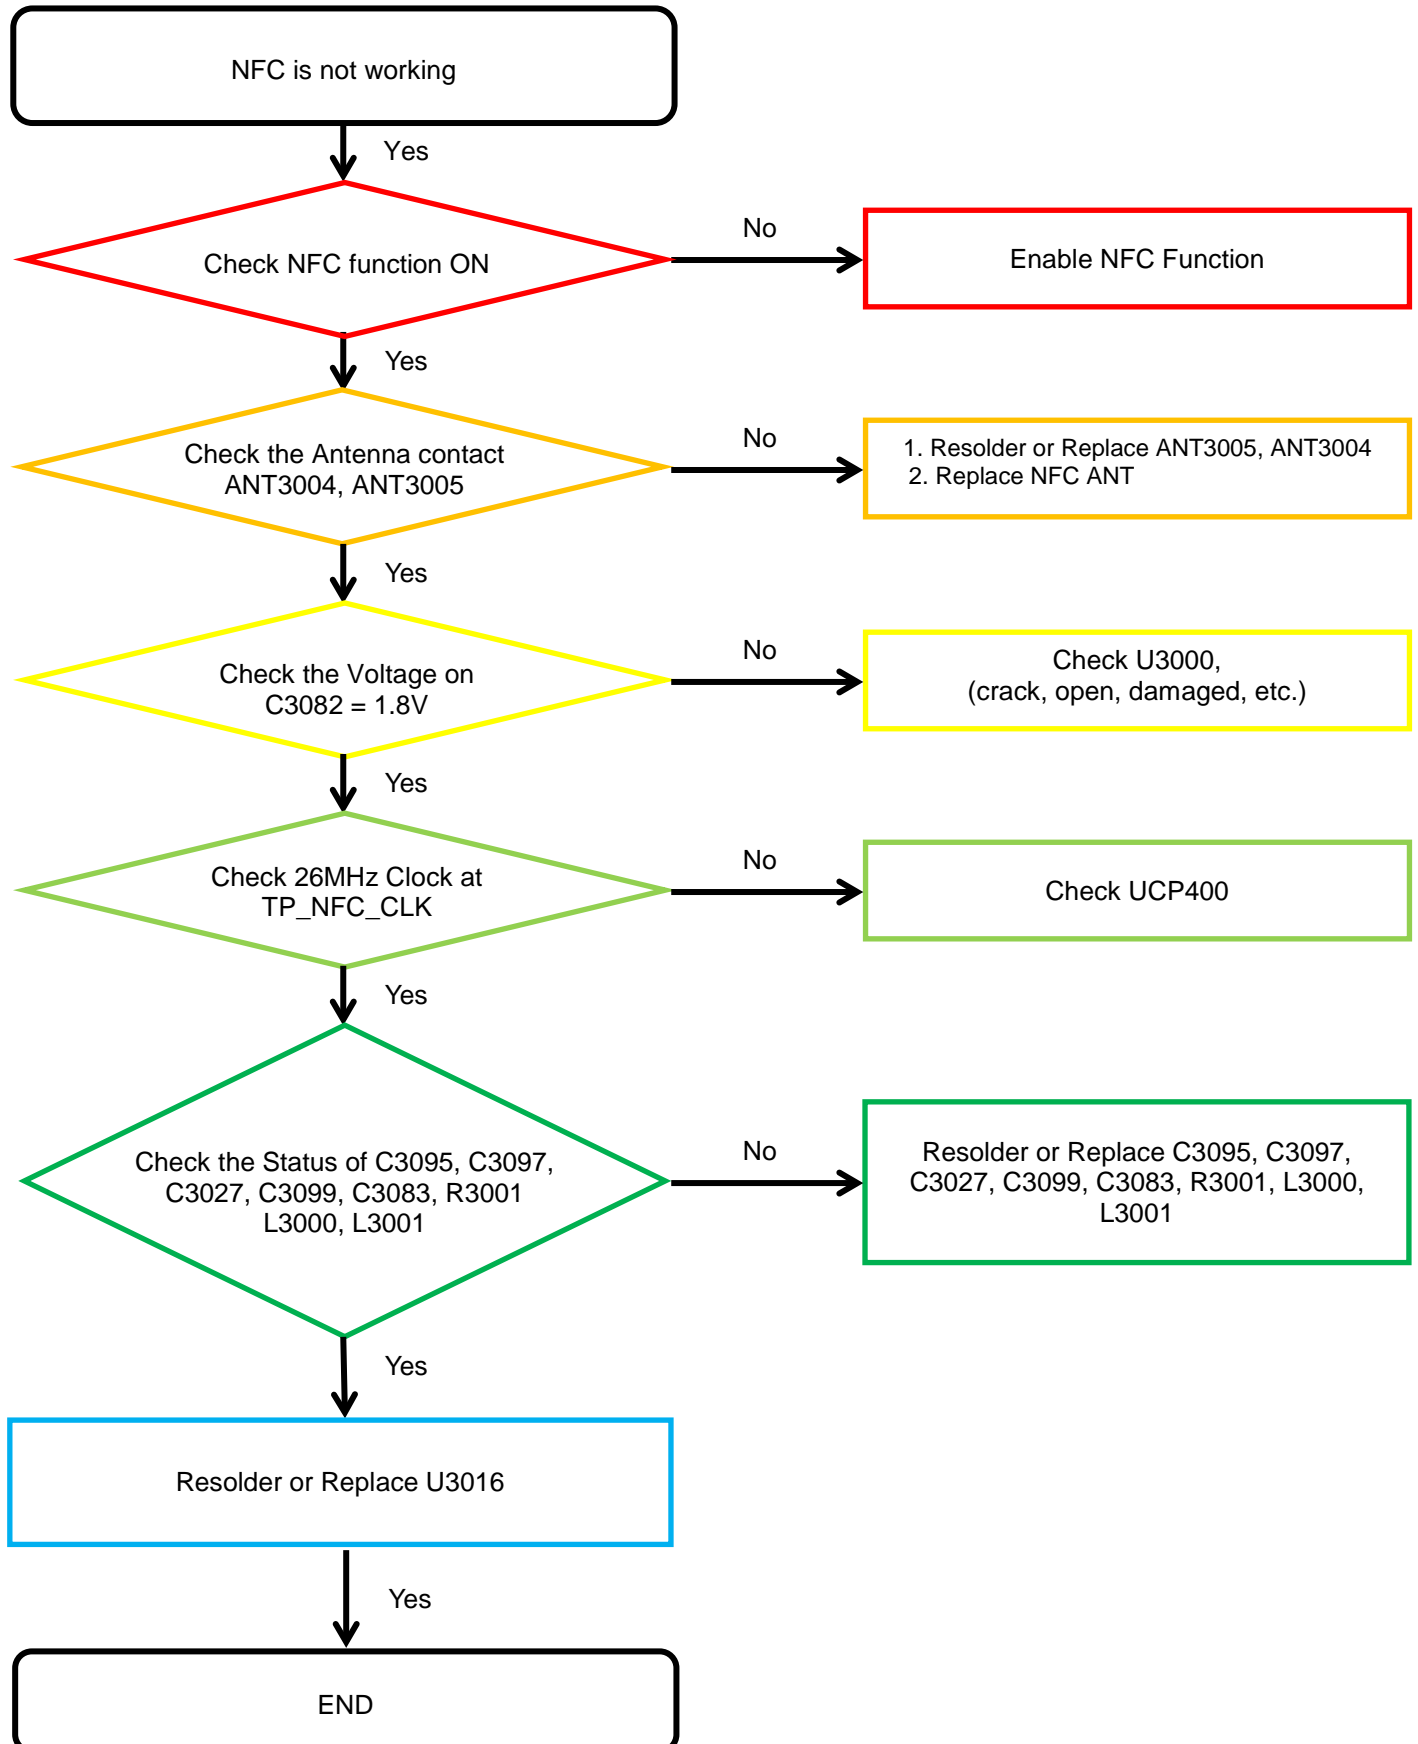 NFC is not working
Yes
Check NFC function ON
No
Enable NFC Function
Yes
Check the Antenna contact
ANT3004, ANT3005
No
1. Resolder or Replace ANT3005, ANT3004
2. Replace NFC ANT
Yes
Check the Voltage on
C3082 = 1.8V
No
Check U3000,
(crack, open, damaged, etc.)
Yes
Check 26MHz Clock at
TP_NFC_CLK
No
Check UCP400
Yes
Check the Status of C3095, C3097,
C3027, C3099, C3083, R3001
L3000, L3001
No
Resolder or Replace C3095, C3097,
C3027, C3099, C3083, R3001, L3000,
L3001
Yes
Resolder or Replace U3016
Yes
END